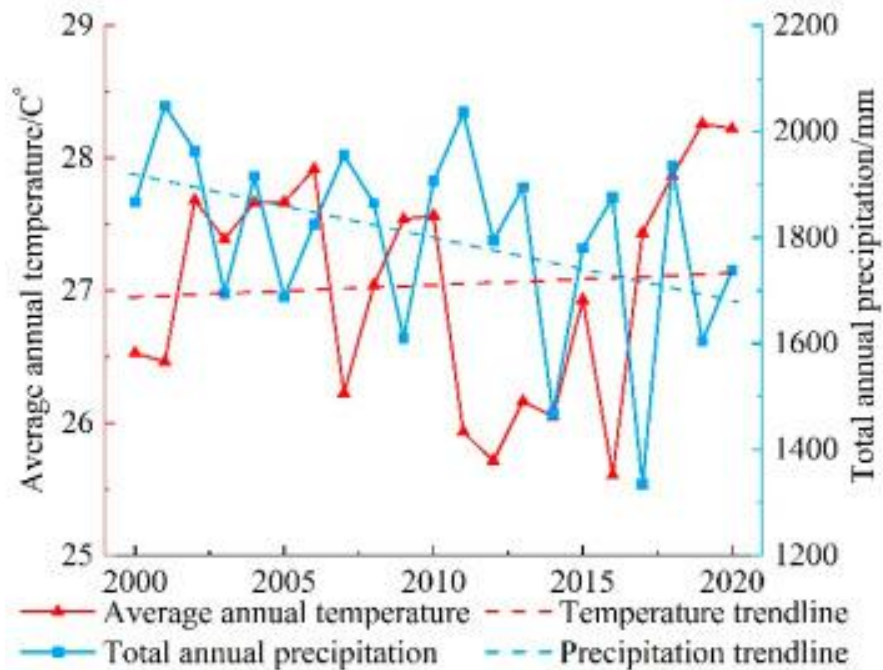 29
28
27
26
25
Average annual temperature/C°
2200
2000
1800
1600
1400
1200
Total annual precipitation/mm
2000 2005 2010 2015 2020
Average annual temperature Temperature trendline
Total annual precipitation Precipitation trendline